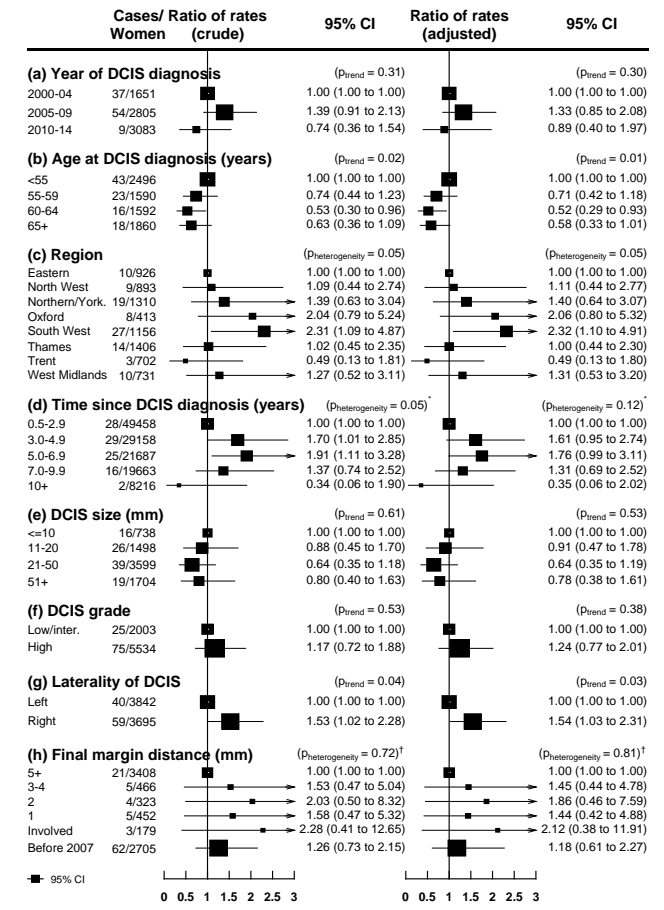 Cases/ Ratio of rates 95% CI Ratio of rates 95% CI
Women (crude) (adjusted)
(a) Year of DCIS diagnosis (ptrend = 0.31) (ptrend = 0.30)
2000-04 37/1651 1.00 (1.00 to 1.00) 1.00 (1.00 to 1.00)
2005-09 54/2805 1.39 (0.91 to 2.13) 1.33 (0.85 to 2.08)
2010-14 9/3083 0.74 (0.36 to 1.54) 0.89 (0.40 to 1.97)
(b) Age at DCIS diagnosis (years) (ptrend = 0.02) (ptrend = 0.01)
<55 43/2496 1.00 (1.00 to 1.00) 1.00 (1.00 to 1.00)
55-59 23/1590 0.74 (0.44 to 1.23) 0.71 (0.42 to 1.18)
60-64 16/1592 0.53 (0.30 to 0.96) 0.52 (0.29 to 0.93)
65+ 18/1860 0.63 (0.36 to 1.09) 0.58 (0.33 to 1.01)
(c) Region (pheterogeneity = 0.05) (pheterogeneity = 0.05)
Eastern 10/926 1.00 (1.00 to 1.00) 1.00 (1.00 to 1.00)
North West 9/893 1.09 (0.44 to 2.74) 1.11 (0.44 to 2.77)
Northern/York. 19/1310 1.39 (0.63 to 3.04) 1.40 (0.64 to 3.07)
Oxford 8/413 2.04 (0.79 to 5.24) 2.06 (0.80 to 5.32)
South West 27/1156 2.31 (1.09 to 4.87) 2.32 (1.10 to 4.91)
Thames 14/1406 1.02 (0.45 to 2.35) 1.00 (0.44 to 2.30)
Trent 3/702 0.49 (0.13 to 1.81) 0.49 (0.13 to 1.80)
West Midlands 10/731 1.27 (0.52 to 3.11) 1.31 (0.53 to 3.20)
(d) Time since DCIS diagnosis (years) (pheterogeneity = 0.05)* (pheterogeneity = 0.12)*
0.5-2.9 28/49458 1.00 (1.00 to 1.00) 1.00 (1.00 to 1.00)
3.0-4.9 29/29158 1.70 (1.01 to 2.85) 1.61 (0.95 to 2.74)
5.0-6.9 25/21687 1.91 (1.11 to 3.28) 1.76 (0.99 to 3.11)
7.0-9.9 16/19663 1.37 (0.74 to 2.52) 1.31 (0.69 to 2.52)
10+ 2/8216 0.34 (0.06 to 1.90) 0.35 (0.06 to 2.02)
(e) DCIS size (mm) (ptrend = 0.61) (ptrend = 0.53)
<=10 16/738 1.00 (1.00 to 1.00) 1.00 (1.00 to 1.00)
11-20 26/1498 0.88 (0.45 to 1.70) 0.91 (0.47 to 1.78)
21-50 39/3599 0.64 (0.35 to 1.18) 0.64 (0.35 to 1.19)
51+ 19/1704 0.80 (0.40 to 1.63) 0.78 (0.38 to 1.61)
(f) DCIS grade (ptrend = 0.53) (ptrend = 0.38)
Low/inter. 25/2003 1.00 (1.00 to 1.00) 1.00 (1.00 to 1.00)
High 75/5534 1.17 (0.72 to 1.88) 1.24 (0.77 to 2.01)
(g) Laterality of DCIS (ptrend = 0.04) (ptrend = 0.03)
Left 40/3842 1.00 (1.00 to 1.00) 1.00 (1.00 to 1.00)
Right 59/3695 1.53 (1.02 to 2.28) 1.54 (1.03 to 2.31)
(h) Final margin distance (mm) (pheterogeneity = 0.72)† (pheterogeneity = 0.81)†
5+ 21/3408 1.00 (1.00 to 1.00) 1.00 (1.00 to 1.00)
3-4 5/466 1.53 (0.47 to 5.04) 1.45 (0.44 to 4.78)
2 4/323 2.03 (0.50 to 8.32) 1.86 (0.46 to 7.59)
1 5/452 1.58 (0.47 to 5.32) 1.44 (0.42 to 4.88)
Involved 3/179 2.28 (0.41 to 12.65) 2.12 (0.38 to 11.91)
Before 2007 62/2705 1.26 (0.73 to 2.15) 1.18 (0.61 to 2.27)
95% CI
0 0.5 1 1.5 2 2.5 3 0 0.5 1 1.5 2 2.5 3